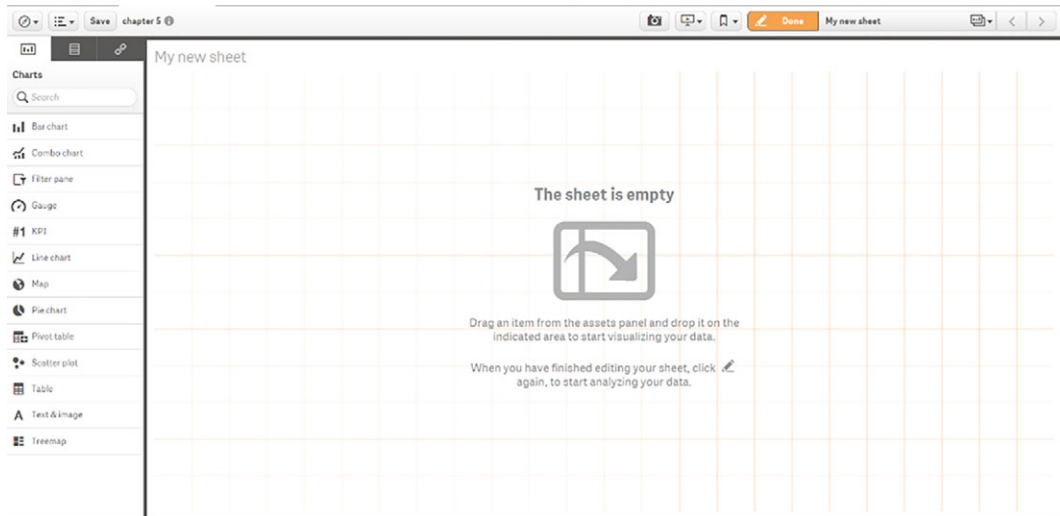 Save chapter 5 Done My new sheet
My new sheet
Charts
Search
Bar chart
Combo chart
Filter pane
Gauge
#1 KPI
Line chart
Map
Pie chart
Pivot table
Scatter plot
Table
A Text & image
Treemap
The sheet is empty
Drag an item from the assets panel and drop it on the
indicated area to start visualizing your data.
When you have finished editing your sheet, click
again, to start analyzing your data.